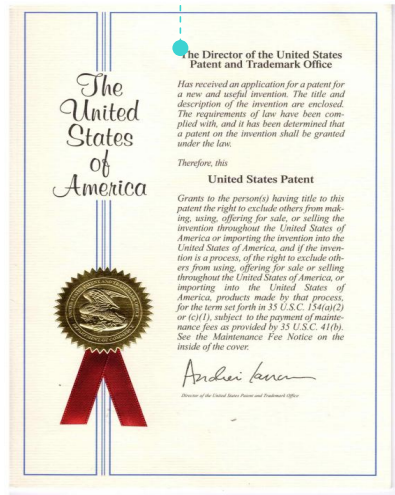 The
United
States
of
America
The Director of the United States
Patent and Trademark Office
Has received an application for a patent for
a new and useful invention. The title and
description of the invention are enclosed.
The requirements of law have been com-
plied with, and it has been determined that
a patent on the invention shall be granted
under the law.
Therefore, this
United States Patent
Grants to the person(s) having title to this
patent the right to exclude others from mak-
ing, using, offering for sale, or selling the
invention throughout the United States of
America or importing the invention into the
United States of America, and if the inven-
tion is a process, of the right to exclude oth-
ers from using, offering for sale or selling
throughout the United States of America, or
importing into the United States of
America, products made by that process,
for the term set forth in 35 U.S.C. 154(a)(2)
or (c)(1), subject to the payment of mainte-
nance fees as provided by 35 U.S.C. 41(b).
See the Maintenance Fee Notice on the
inside of the cover.
Andrei Iancu
Director of the United States Patent and Trademark Office